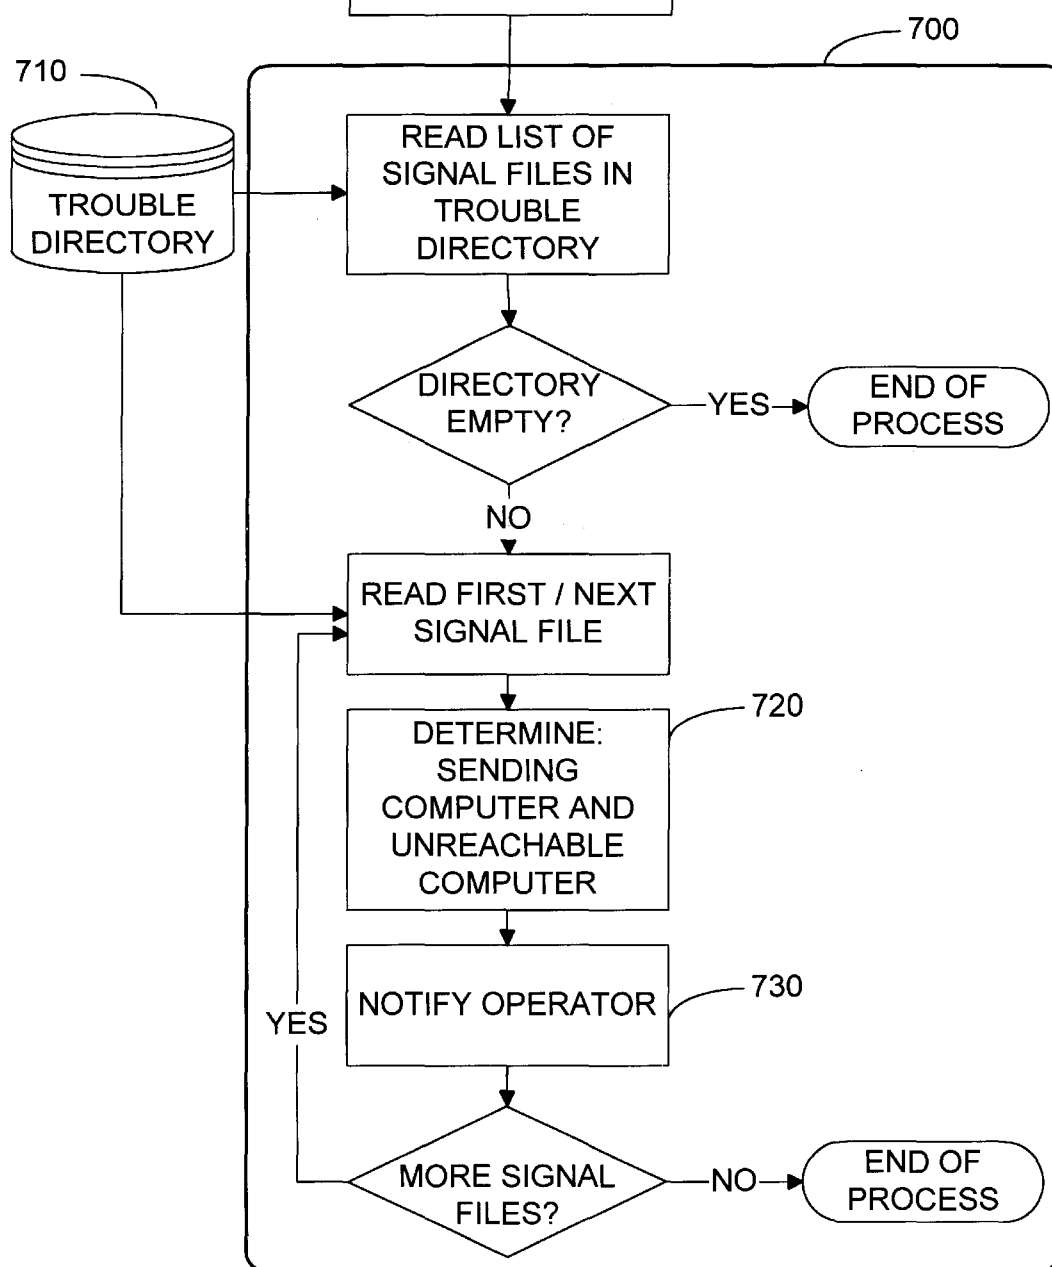 700
710
READ LIST OF
SIGNAL FILES IN
TROUBLE
DIRECTORY
TROUBLE
DIRECTORY
DIRECTORY
EMPTY?
YES
END OF
PROCESS
NO
READ FIRST / NEXT
SIGNAL FILE
720
DETERMINE:
SENDING
COMPUTER AND
UNREACHABLE
COMPUTER
730
NOTIFY OPERATOR
YES
MORE SIGNAL
FILES?
NO
END OF
PROCESS